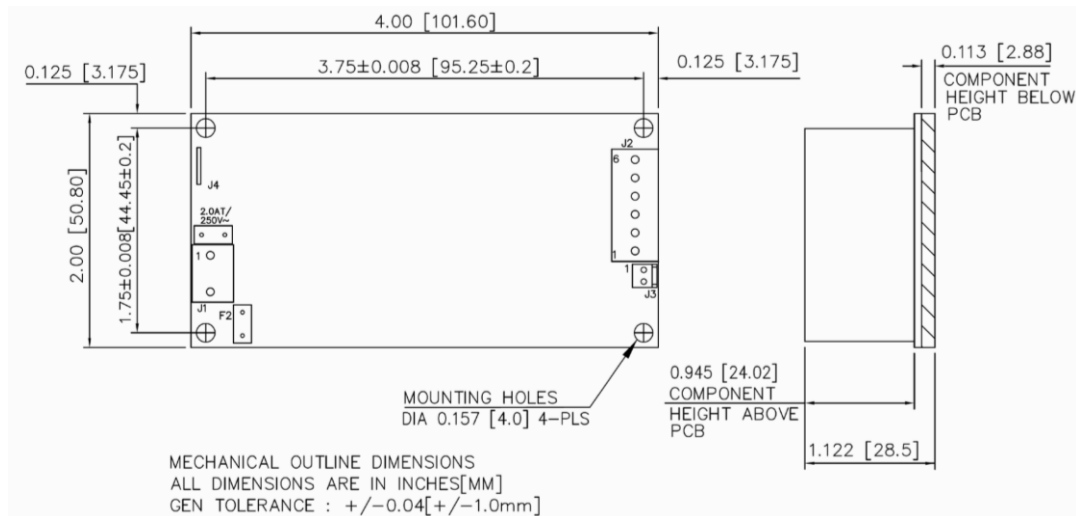 4.00 [101.60]
0.125 [3.175]
3.75±0.008 [95.25±0.2]
0.125 [3.175]
0.113 [2.88]
COMPONENT
HEIGHT BELOW
PCB
2.00 [50.80]
1.75±0.008[44.45±0.2]
J4
2.0AT/
250V~
1
J1
F2
J2
6
1
1
J3
MOUNTING HOLES
DIA 0.157 [4.0] 4-PLS
0.945 [24.02]
COMPONENT
HEIGHT ABOVE
PCB
1.122 [28.5]
MECHANICAL OUTLINE DIMENSIONS
ALL DIMENSIONS ARE IN INCHES[MM]
GEN TOLERANCE : +/-0.04[+/-1.0mm]